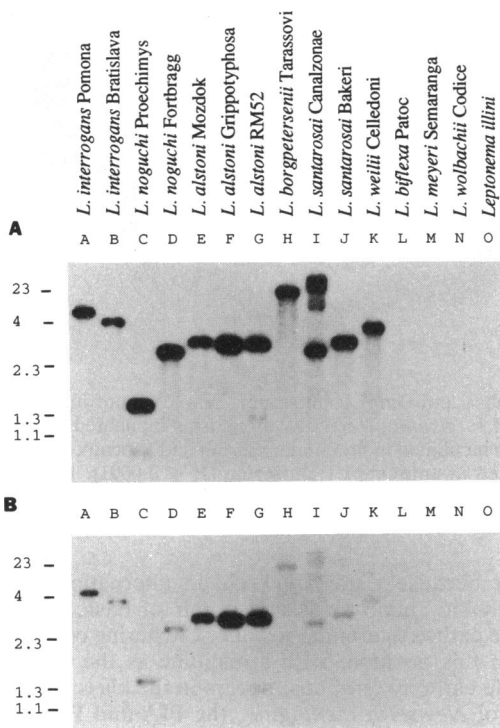 L. interrogans Pomona
L. interrogans Bratislava
L. noguchi Proechimys
L. noguchi Fortbragg
L. alstoni Mozdok
L. alstoni Grippotyphosa
L. alstoni RM52
L. borgpetersenii Tarassovi
L. santarosai Canalzonae
L. santarosai Bakeri
L. weilii Celledoni
L. biflexa Patoc
L. meyeri Semaranga
L. wolbachii Codice
Leptonema illini
A
A B C D E F G H I J K L M N O
23
4
2.3
1.3
1.1
B
A B C D E F G H I J K L M N O
23
4
2.3
1.3
1.1